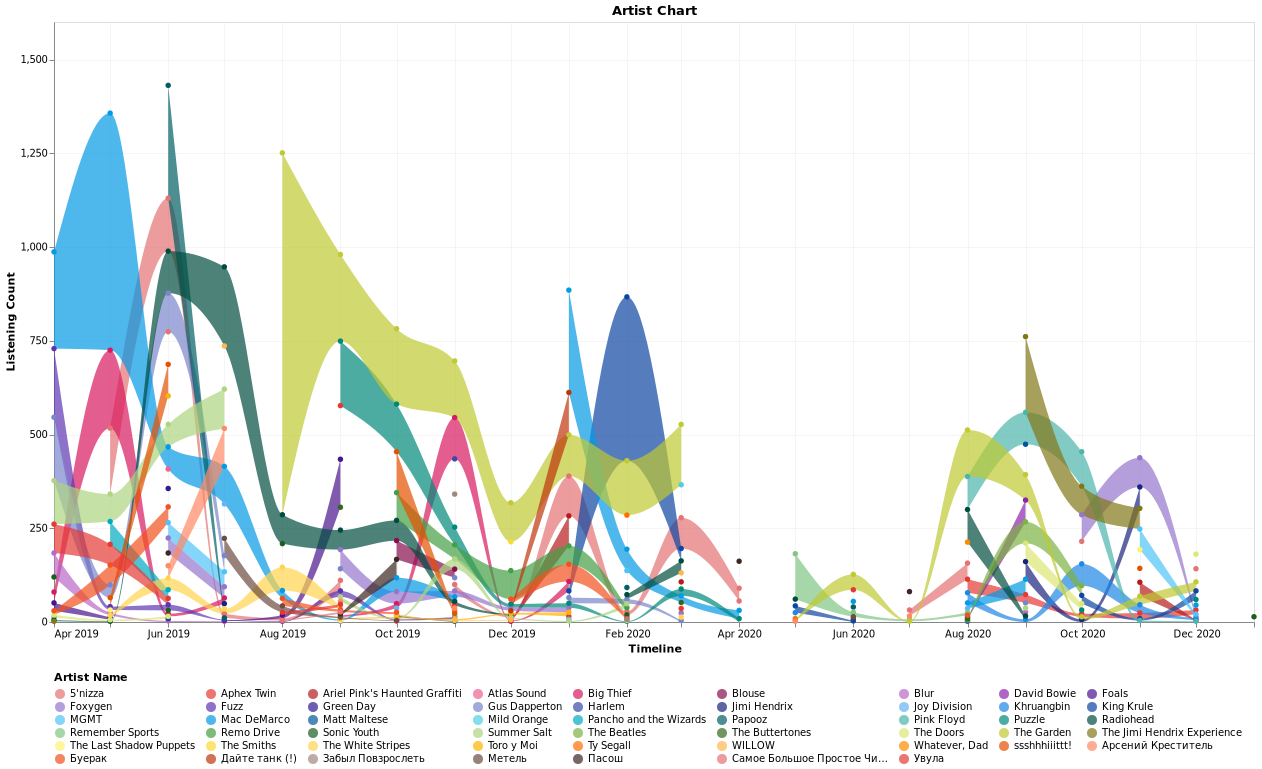 Artist Chart
1,500
1,250
1,000
750
500
250
0
Listening Count
Apr 2019 Jun 2019 Aug 2019 Oct 2019 Dec 2019 Feb 2020 Apr 2020 Jun 2020 Aug 2020 Oct 2020 Dec 2020
Timeline
Artist Name
5'nizza Aphex Twin Ariel Pink's Haunted Graffiti Atlas Sound Big Thief Blouse Blur David Bowie Foals
Foxygen Fuzz Green Day Gus Dapperton Harlem Jimi Hendrix Joy Division Khruangbin King Krule
MGMT Mac DeMarco Matt Maltese Mild Orange Pancho and the Wizards Papooz Pink Floyd Puzzle Radiohead
Remember Sports Remo Drive Sonic Youth Summer Salt The Beatles The Buttertones The Doors The Garden The Jimi Hendrix Experience
The Last Shadow Puppets The Smiths The White Stripes Toro y Moi Ty Segall WILLOW Whatever, Dad ssshhhiiittt! Арсений Креститель
Буерак Дайте танк (!) Забыл Повзрослеть Метель Пасош Самое Большое Простое Чи... Увула